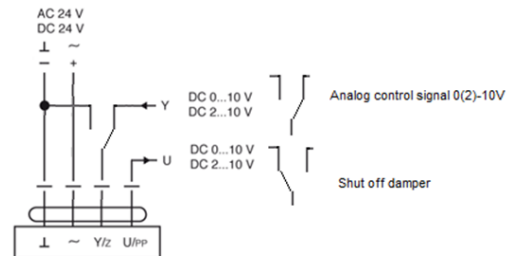 AC 24 V
DC 24 V
⊥ ~
− +
Y DC 0...10 V
DC 2...10 V
Analog control signal 0(2)-10V
U DC 0...10 V
DC 2...10 V
Shut off damper
⊥ ~ Y/Z U/PP